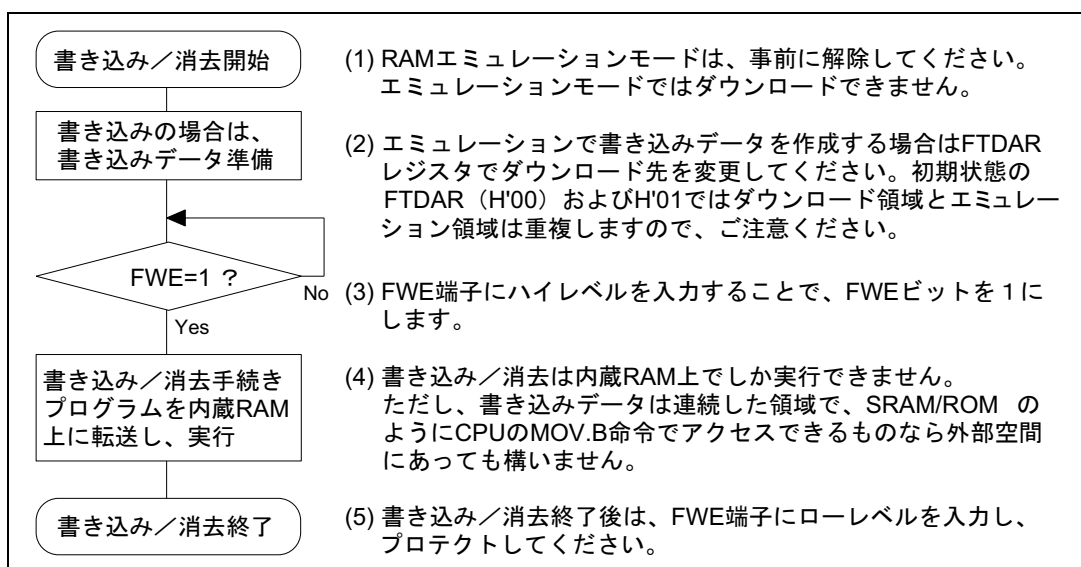 書き込み／消去開始
書き込みの場合は、
書き込みデータ準備
FWE=1 ？
No
Yes
書き込み／消去手続き
プログラムを内蔵RAM
上に転送し、実行
書き込み／消去終了
(1) RAMエミュレーションモードは、事前に解除してください。
エミュレーションモードではダウンロードできません。
(2) エミュレーションで書き込みデータを作成する場合はFTDAR
レジスタでダウンロード先を変更してください。初期状態の
FTDAR（H'00）およびH'01ではダウンロード領域とエミュレー
ション領域は重複しますので、ご注意ください。
(3) FWE端子にハイレベルを入力することで、FWEビットを１に
します。
(4) 書き込み／消去は内蔵RAM上でしか実行できません。
ただし、書き込みデータは連続した領域で、SRAM/ROM の
ようにCPUのMOV.B命令でアクセスできるものなら外部空間
にあっても構いません。
(5) 書き込み／消去終了後は、FWE端子にローレベルを入力し、
プロテクトしてください。